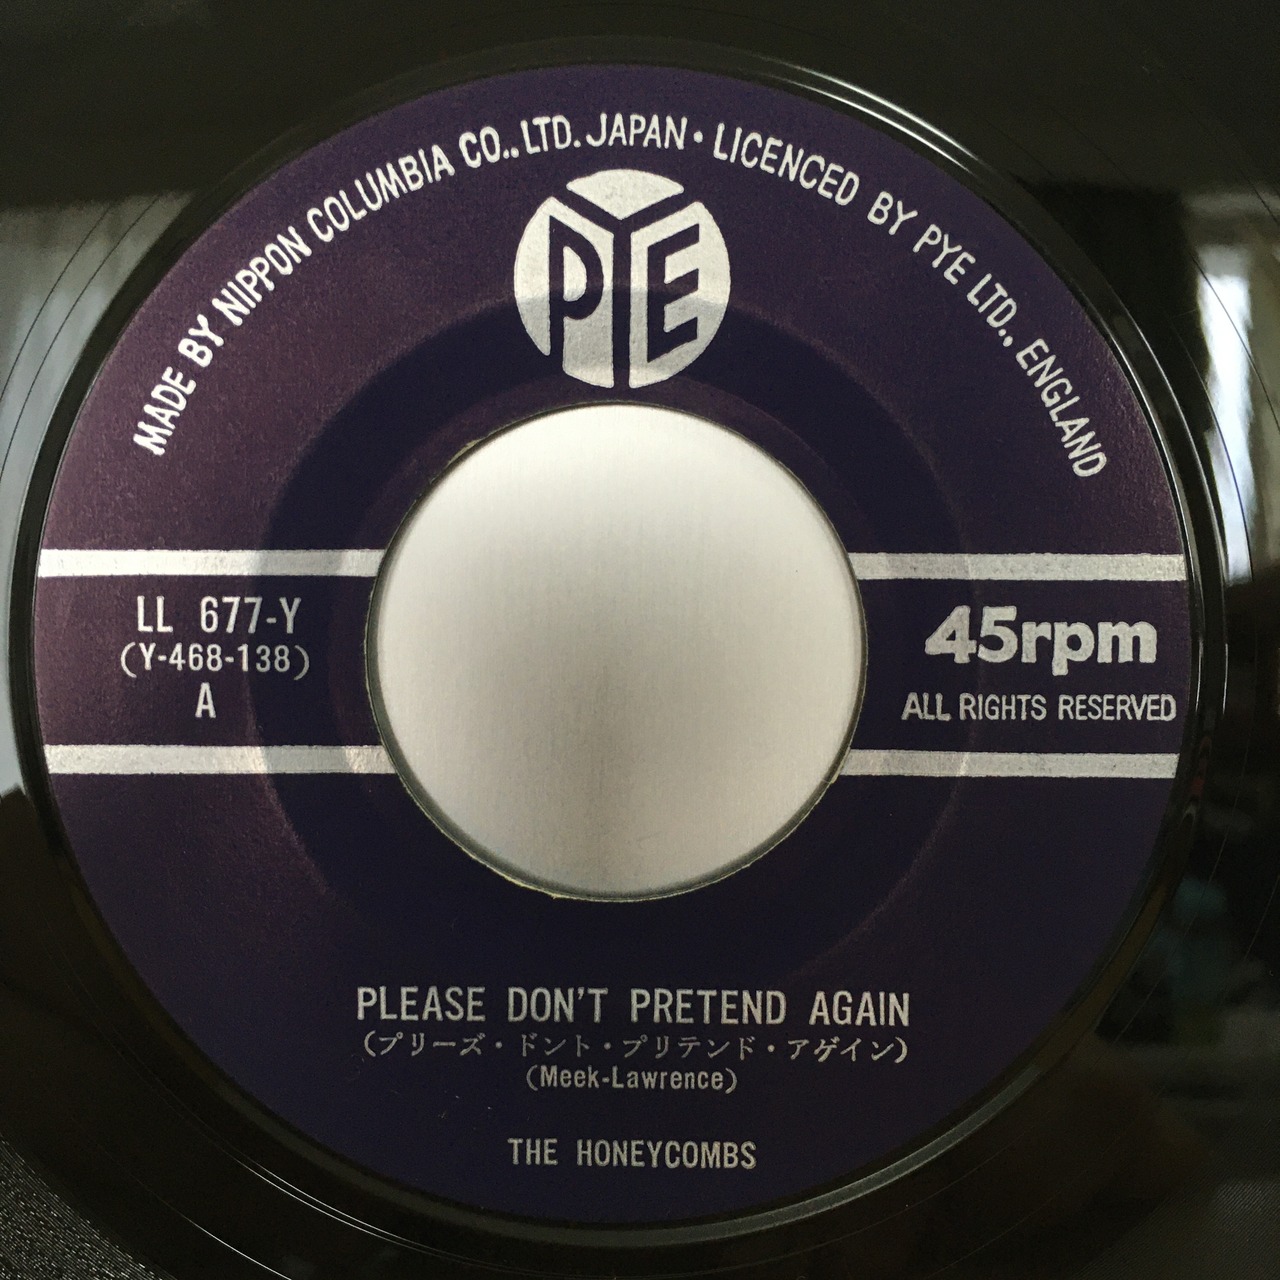 MADE BY NIPPON COLUMBIA CO., LTD. JAPAN · LICENCED BY PYE LTD., ENGLAND
PYE
LL 677-Y
(Y-468-138)
A
45rpm
ALL RIGHTS RESERVED
PLEASE DON'T PRETEND AGAIN
(プリーズ・ドント・プリテンド・アゲイン)
(Meek-Lawrence)
THE HONEYCOMBS